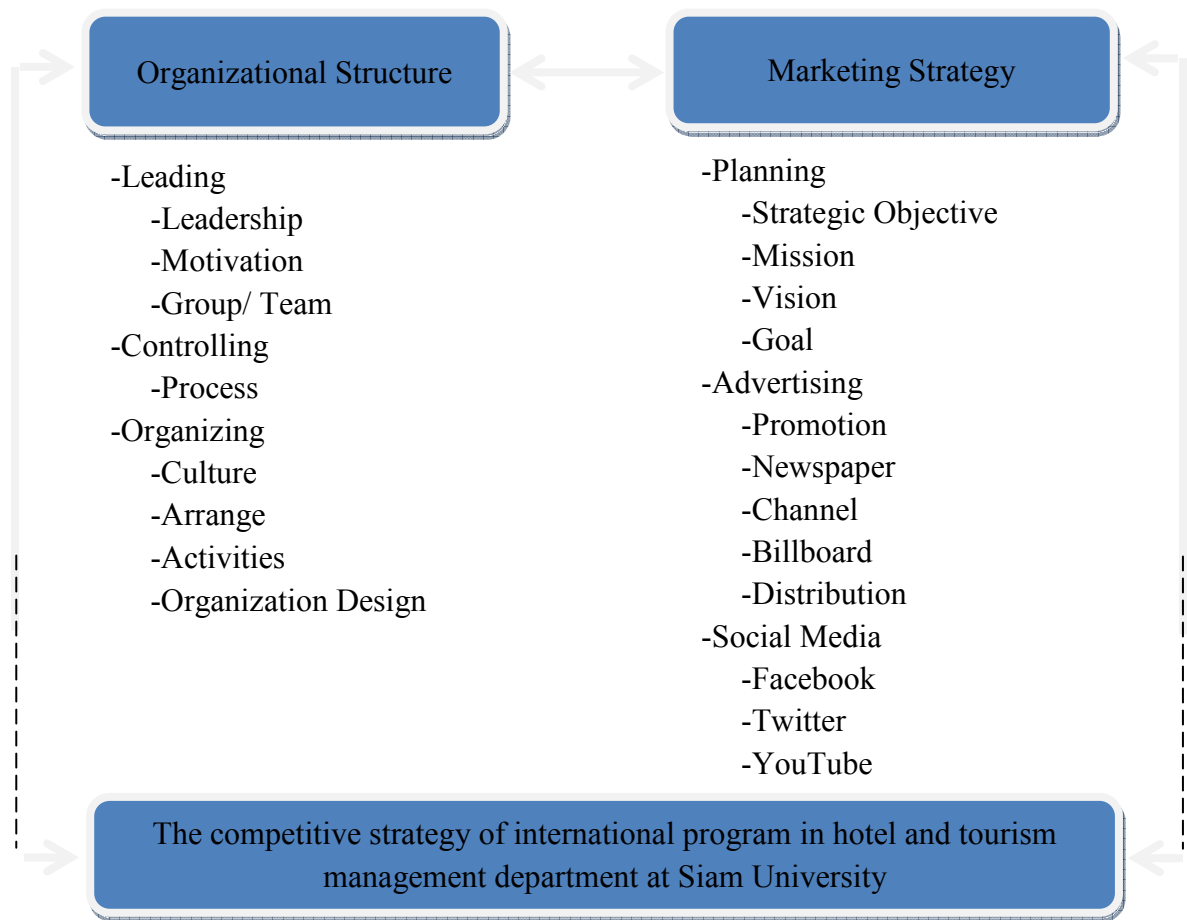 Organizational Structure
Marketing Strategy
-Leading
-Leadership
-Motivation
-Group/ Team
-Controlling
-Process
-Organizing
-Culture
-Arrange
-Activities
-Organization Design
-Planning
-Strategic Objective
-Mission
-Vision
-Goal
-Advertising
-Promotion
-Newspaper
-Channel
-Billboard
-Distribution
-Social Media
-Facebook
-Twitter
-YouTube
The competitive strategy of international program in hotel and tourism
management department at Siam University